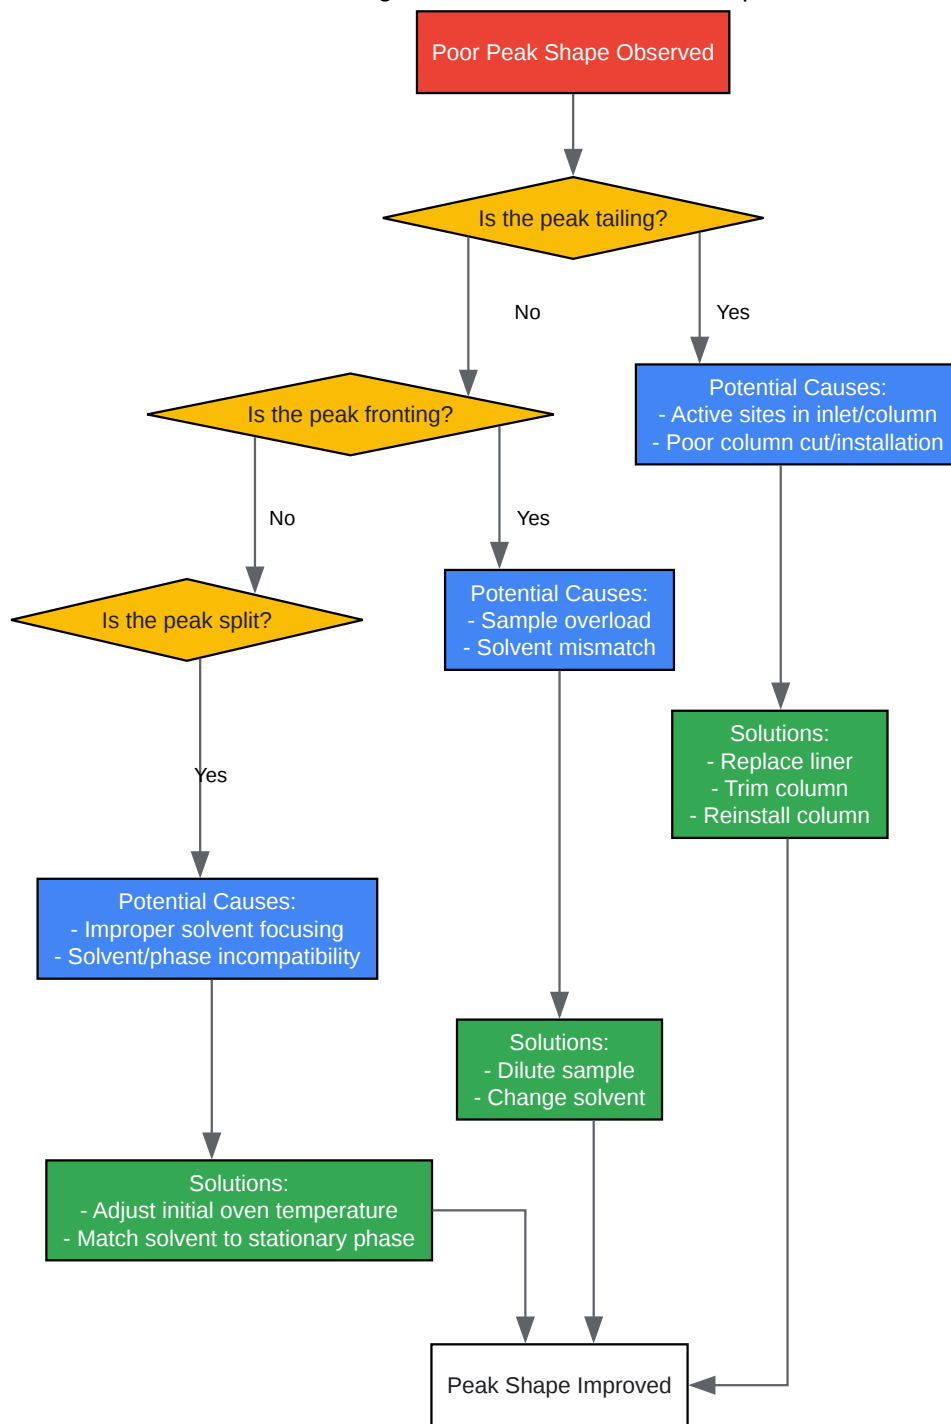 Poor Peak Shape Observed
Is the peak tailing?
No
Yes
Is the peak fronting?
Potential Causes:
- Active sites in inlet/column
- Poor column cut/installation
No
Yes
Is the peak split?
Potential Causes:
- Sample overload
- Solvent mismatch
Solutions:
- Replace liner
- Trim column
- Reinstall column
Yes
Potential Causes:
- Improper solvent focusing
- Solvent/phase incompatibility
Solutions:
- Dilute sample
- Change solvent
Solutions:
- Adjust initial oven temperature
- Match solvent to stationary phase
Peak Shape Improved